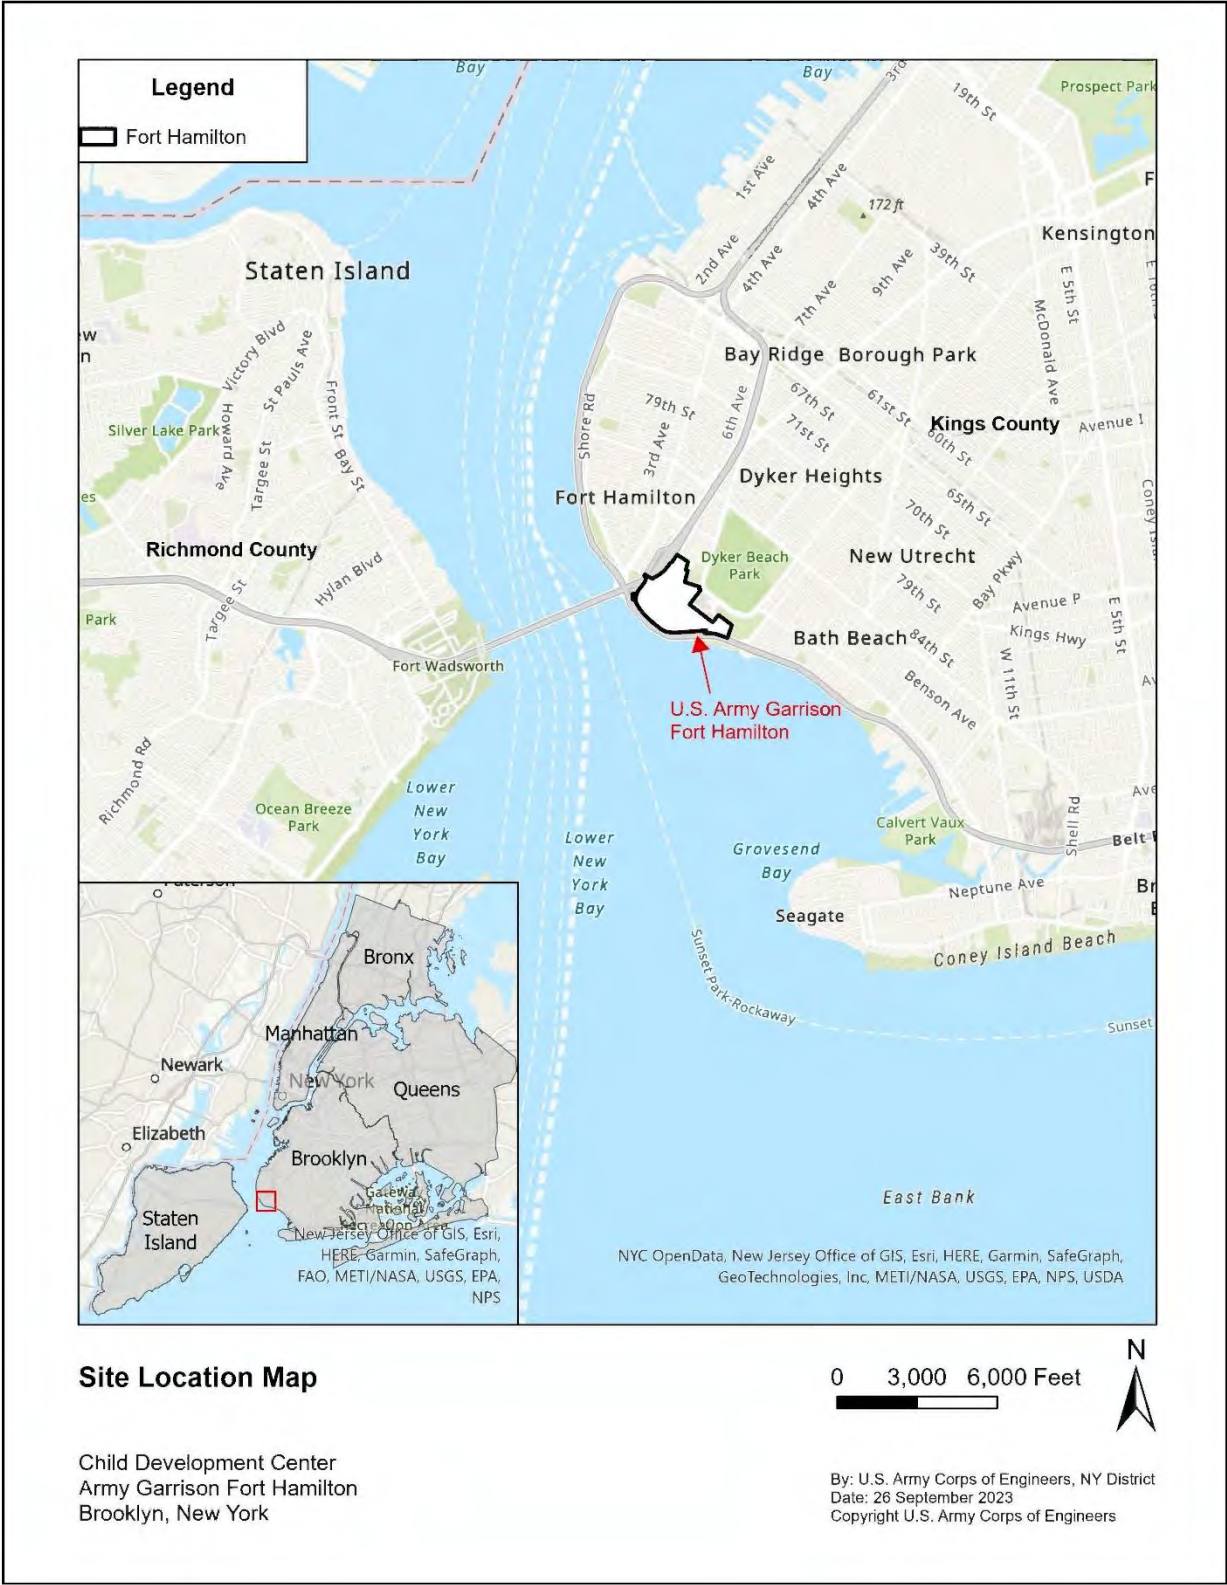 Legend
Fort Hamilton
Bay
Bay
3rd
19th St
Prospect Park
1st Ave
4th Ave
172 ft
F
Kensington
Staten Island
2nd Ave
4th Ave
9th Ave
39th St
7th Ave
E 5th St
McDonald Ave
Victory Blvd
St Pauls Ave
Bay Ridge
Borough Park
Front St
Bay St
Howard Ave
Targee St
Silver Lake Park
Shore Rd
79th St
3rd Ave
6th Ave
67th St
71st St
61st St
60th St
Kings County
Avenue I
Dyker Heights
Fort Hamilton
65th St
70th St
Richmond County
Hylan Blvd
Targee St
Park
Dyker Beach
Park
New Utrecht
79th St
Bay Pkwy
Avenue P
Kings Hwy
E 5th St
Bath Beach
84th St
W 11th St
Benson Ave
Fort Wadsworth
U.S. Army Garrison
Fort Hamilton
Richmond Rd
Ocean Breeze
Park
Lower
New
York
Bay
Lower
New
York
Bay
Gravesend
Bay
Calvert Vaux
Park
Shell Rd
Ave
Belt
Neptune Ave
Seagate
Coney Island Beach
Sunset Park-Rockaway
Sunset
East Bank
NYC OpenData, New Jersey Office of GIS, Esri, HERE, Garmin, SafeGraph,
GeoTechnologies, Inc, METI/NASA, USGS, EPA, NPS, USDA
Bronx
Manhattan
Newark
New York
Queens
Elizabeth
Brooklyn
Staten
Island
New Jersey Office of GIS, Esri,
HERE, Garmin, SafeGraph,
FAO, METI/NASA, USGS, EPA,
NPS
Site Location Map
0 3,000 6,000 Feet
N
Child Development Center
Army Garrison Fort Hamilton
Brooklyn, New York
By: U.S. Army Corps of Engineers, NY District
Date: 26 September 2023
Copyright U.S. Army Corps of Engineers